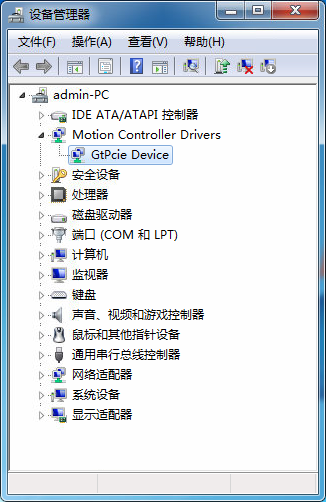 设备管理器
文件(F) 操作(A) 查看(V) 帮助(H)
admin-PC
IDE ATA/ATAPI 控制器
Motion Controller Drivers
GtPcie Device
安全设备
处理器
磁盘驱动器
端口 (COM 和 LPT)
计算机
监视器
键盘
声音、视频和游戏控制器
鼠标和其他指针设备
通用串行总线控制器
网络适配器
系统设备
显示适配器